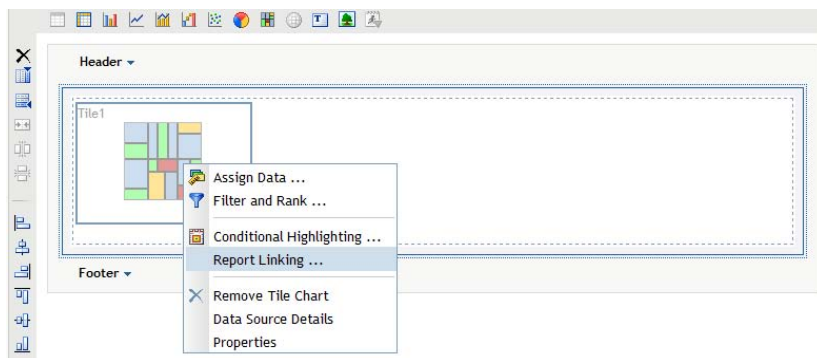 Header
Tile1
Assign Data ...
Filter and Rank ...
Conditional Highlighting ...
Report Linking ...
Footer
Remove Tile Chart
Data Source Details
Properties